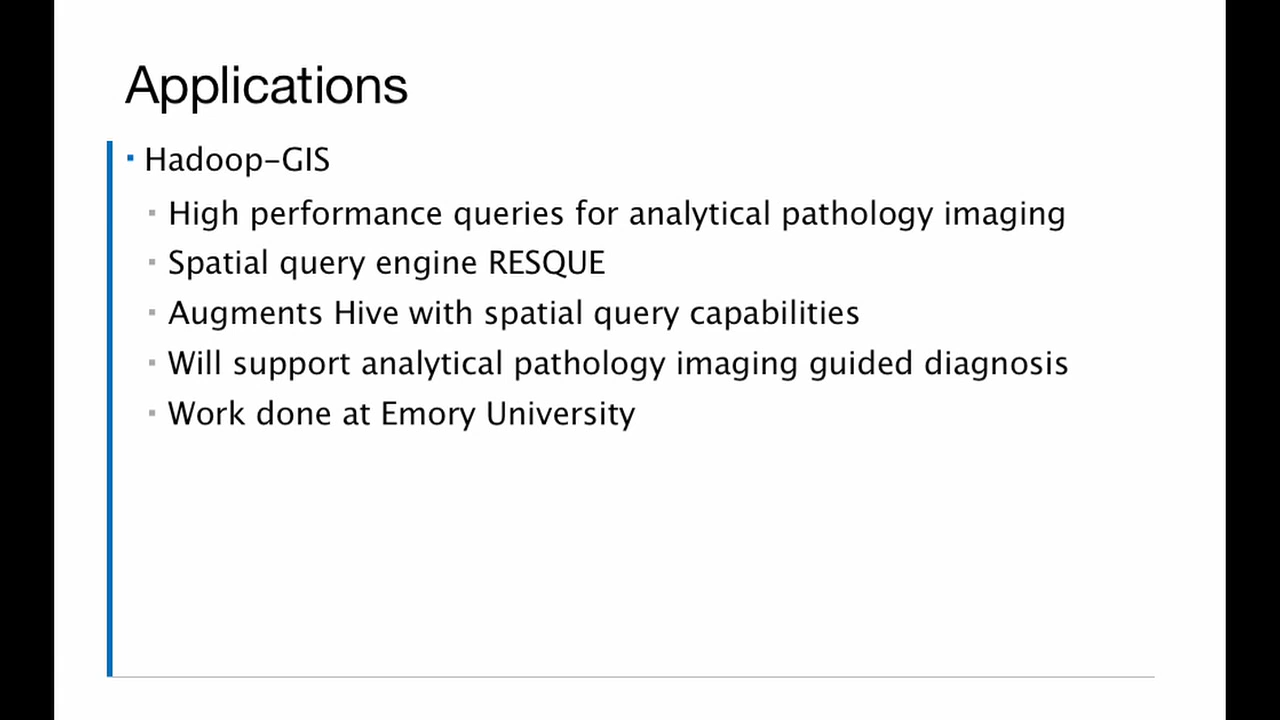 Applications
Hadoop-GIS
High performance queries for analytical pathology imaging
Spatial query engine RESQUE
Augments Hive with spatial query capabilities
Will support analytical pathology imaging guided diagnosis
Work done at Emory University